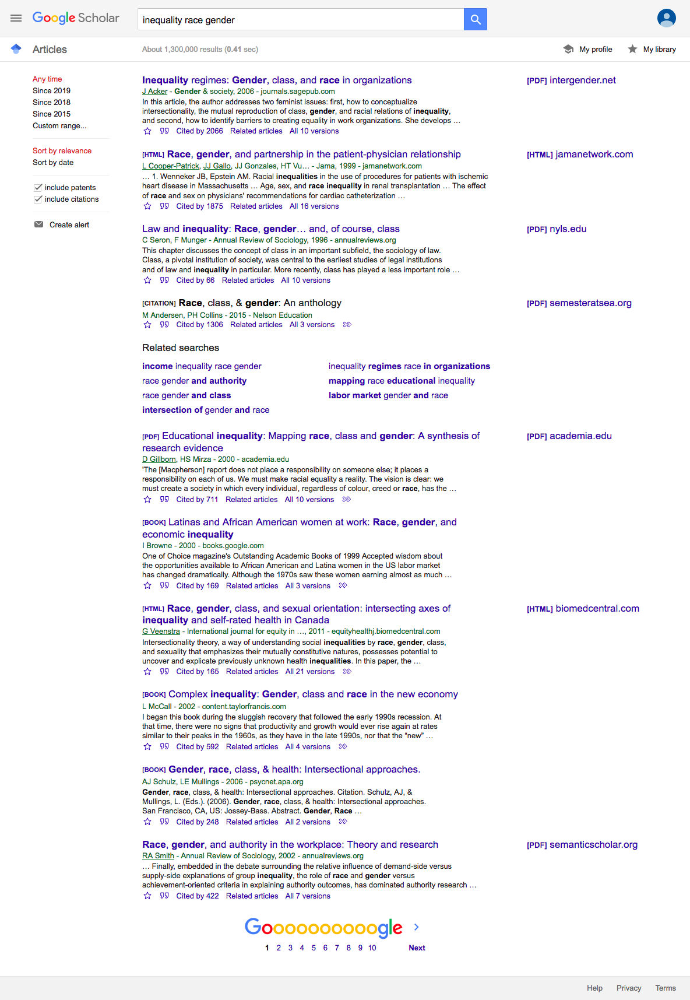 Google Scholar
inequality race gender
Articles
About 1,300,000 results (0.41 sec)
My profile
My library
Any time
Since 2019
Since 2018
Since 2015
Custom range...
Sort by relevance
Sort by date
include patents
include citations
Create alert
Inequality regimes: Gender, class, and race in organizations
[PDF] intergender.net
J Acker - Gender & society, 2006 - journals.sagepub.com
In this article, the author addresses two feminist issues: first, how to conceptualize
intersectionality, the mutual reproduction of class, gender, and racial relations of inequality,
and second, how to identify barriers to creating equality in work organizations. She develops …
Cited by 2066 Related articles All 10 versions
[HTML] Race, gender, and partnership in the patient-physician relationship
[HTML] jamanetwork.com
L Cooper-Patrick, JJ Gallo, JJ Gonzales, HT Vu… - Jama, 1999 - jamanetwork.com
… 1. Wenneker JB, Epstein AM. Racial inequalities in the use of procedures for patients with ischemic
heart disease in Massachusetts … Age, sex, and race inequality in renal transplantation … The effect
of race and sex on physicians' recommendations for cardiac catheterization …
Cited by 1875 Related articles All 16 versions
Law and inequality: Race, gender… and, of course, class
[PDF] nyls.edu
C Seron, F Munger - Annual Review of Sociology, 1996 - annualreviews.org
This chapter discusses the concept of class in an important subfield, the sociology of law.
Class, a pivotal institution of society, was central to the earliest studies of legal institutions
and of law and inequality in particular. More recently, class has played a less important role …
Cited by 66 Related articles All 10 versions
[CITATION] Race, class, & gender: An anthology
[PDF] semesteratsea.org
M Andersen, PH Collins - 2015 - Nelson Education
Cited by 1306 Related articles All 3 versions
Related searches
income inequality race gender
inequality regimes race in organizations
race gender and authority
mapping race educational inequality
race gender and class
labor market gender and race
intersection of gender and race
[PDF] Educational inequality: Mapping race, class and gender: A synthesis of
research evidence
[PDF] academia.edu
D Gillborn, HS Mirza - 2000 - academia.edu
'The [Macpherson] report does not place a responsibility on someone else; it places a
responsibility on each of us. We must make racial equality a reality. The vision is clear: we
must create a society in which every individual, regardless of colour, creed or race, has the …
Cited by 711 Related articles All 10 versions
[BOOK] Latinas and African American women at work: Race, gender, and
economic inequality
I Browne - 2000 - books.google.com
One of Choice magazine's Outstanding Academic Books of 1999 Accepted wisdom about
the opportunities available to African American and Latina women in the US labor market
has changed dramatically. Although the 1970s saw these women earning almost as much …
Cited by 169 Related articles All 3 versions
[HTML] Race, gender, class, and sexual orientation: intersecting axes of
inequality and self-rated health in Canada
[HTML] biomedcentral.com
G Veenstra - International journal for equity in …, 2011 - equityhealthj.biomedcentral.com
Intersectionality theory, a way of understanding social inequalities by race, gender, class,
and sexuality that emphasizes their mutually constitutive natures, possesses potential to
uncover and explicate previously unknown health inequalities. In this paper, the …
Cited by 165 Related articles All 21 versions
[BOOK] Complex inequality: Gender, class and race in the new economy
L McCall - 2002 - content.taylorfrancis.com
I began this book during the sluggish recovery that followed the early 1990s recession. At
that time, there were no signs that productivity and growth would ever rise again at rates
similar to their peaks in the 1960s, as they have in the late 1990s, nor that the “new” …
Cited by 592 Related articles All 4 versions
[BOOK] Gender, race, class, & health: Intersectional approaches.
AJ Schulz, LE Mullings - 2006 - psycnet.apa.org
Gender, race, class, & health: Intersectional approaches. Citation. Schulz, AJ, &
Mullings, L. (Eds.). (2006). Gender, race, class, & health: Intersectional approaches.
San Francisco, CA, US: Jossey-Bass. Abstract. Gender, Race …
Cited by 248 Related articles All 2 versions
Race, gender, and authority in the workplace: Theory and research
[PDF] semanticscholar.org
RA Smith - Annual Review of Sociology, 2002 - annualreviews.org
… Finally, embedded in the debate surrounding the relative influence of demand-side versus
supply-side explanations of group inequality, the role of race and gender versus
achievement-oriented criteria in explaining authority outcomes, has dominated authority research …
Cited by 422 Related articles All 7 versions
Goooooooooogle
1 2 3 4 5 6 7 8 9 10 Next
Help Privacy Terms